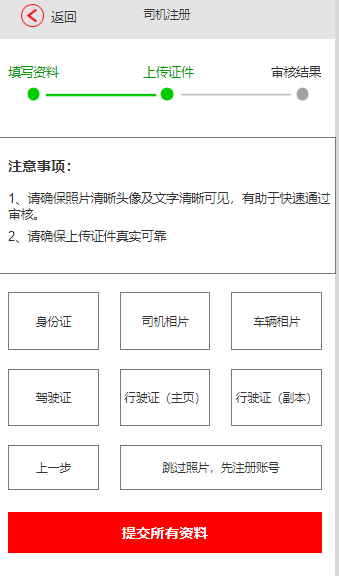 返回 司机注册
填写资料 上传证件 审核结果
注意事项：
1、请确保照片清晰头像及文字清晰可见，有助于快速通过
审核。
2、请确保上传证件真实可靠
身份证 司机相片 车辆相片
驾驶证 行驶证（主页） 行驶证（副本）
上一步 跳过照片，先注册账号
提交所有资料